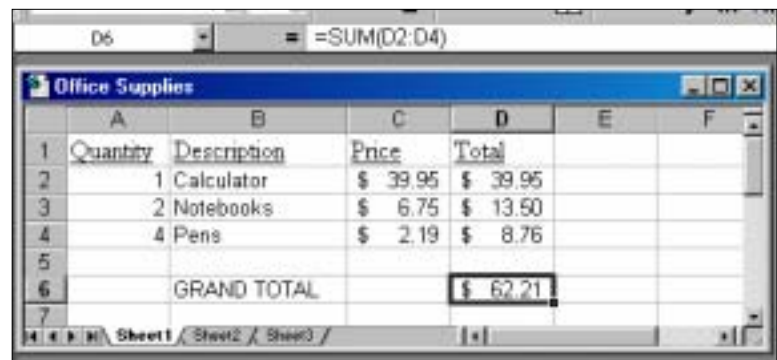 D6 = =SUM(D2:D4)
Office Supplies
A B C D E F
1 Quantity Description Price Total
2 1 Calculator $ 39.95 $ 39.95
3 2 Notebooks $ 6.75 $ 13.50
4 4 Pens $ 2.19 $ 8.76
5
6 GRAND TOTAL $ 62.21
7
Sheet1 / Sheet2 / Sheet3 /